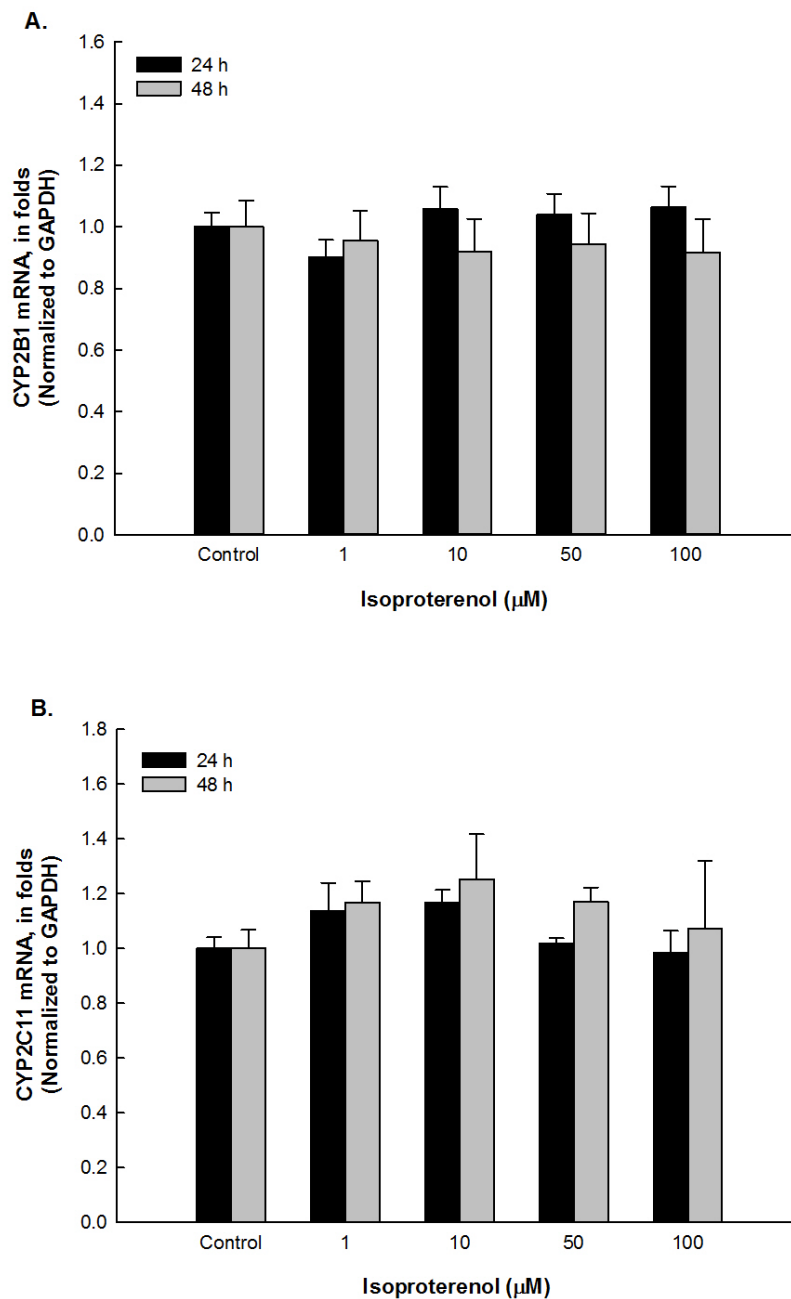 A.
1.6
1.4
1.2
1.0
0.8
0.6
0.4
0.2
0.0
24 h
48 h
CYP2B1 mRNA, in folds
(Normalized to GAPDH)
Control 1 10 50 100
Isoproterenol (μM)
B.
1.8
1.6
1.4
1.2
1.0
0.8
0.6
0.4
0.2
0.0
24 h
48 h
CYP2C11 mRNA, in folds
(Normalized to GAPDH)
Control 1 10 50 100
Isoproterenol (μM)